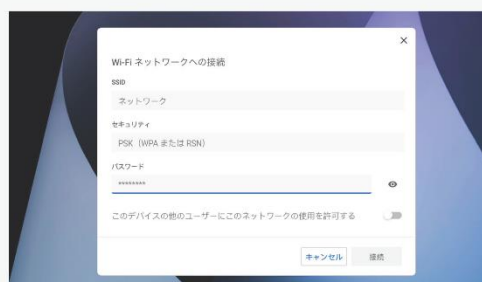 Wi-Fi ネットワークへの接続
SSID
ネットワーク
セキュリティ
PSK（WPA または RSN）
パスワード
********
このデバイスの他のユーザーにこのネットワークの使用を許可する
キャンセル
接続